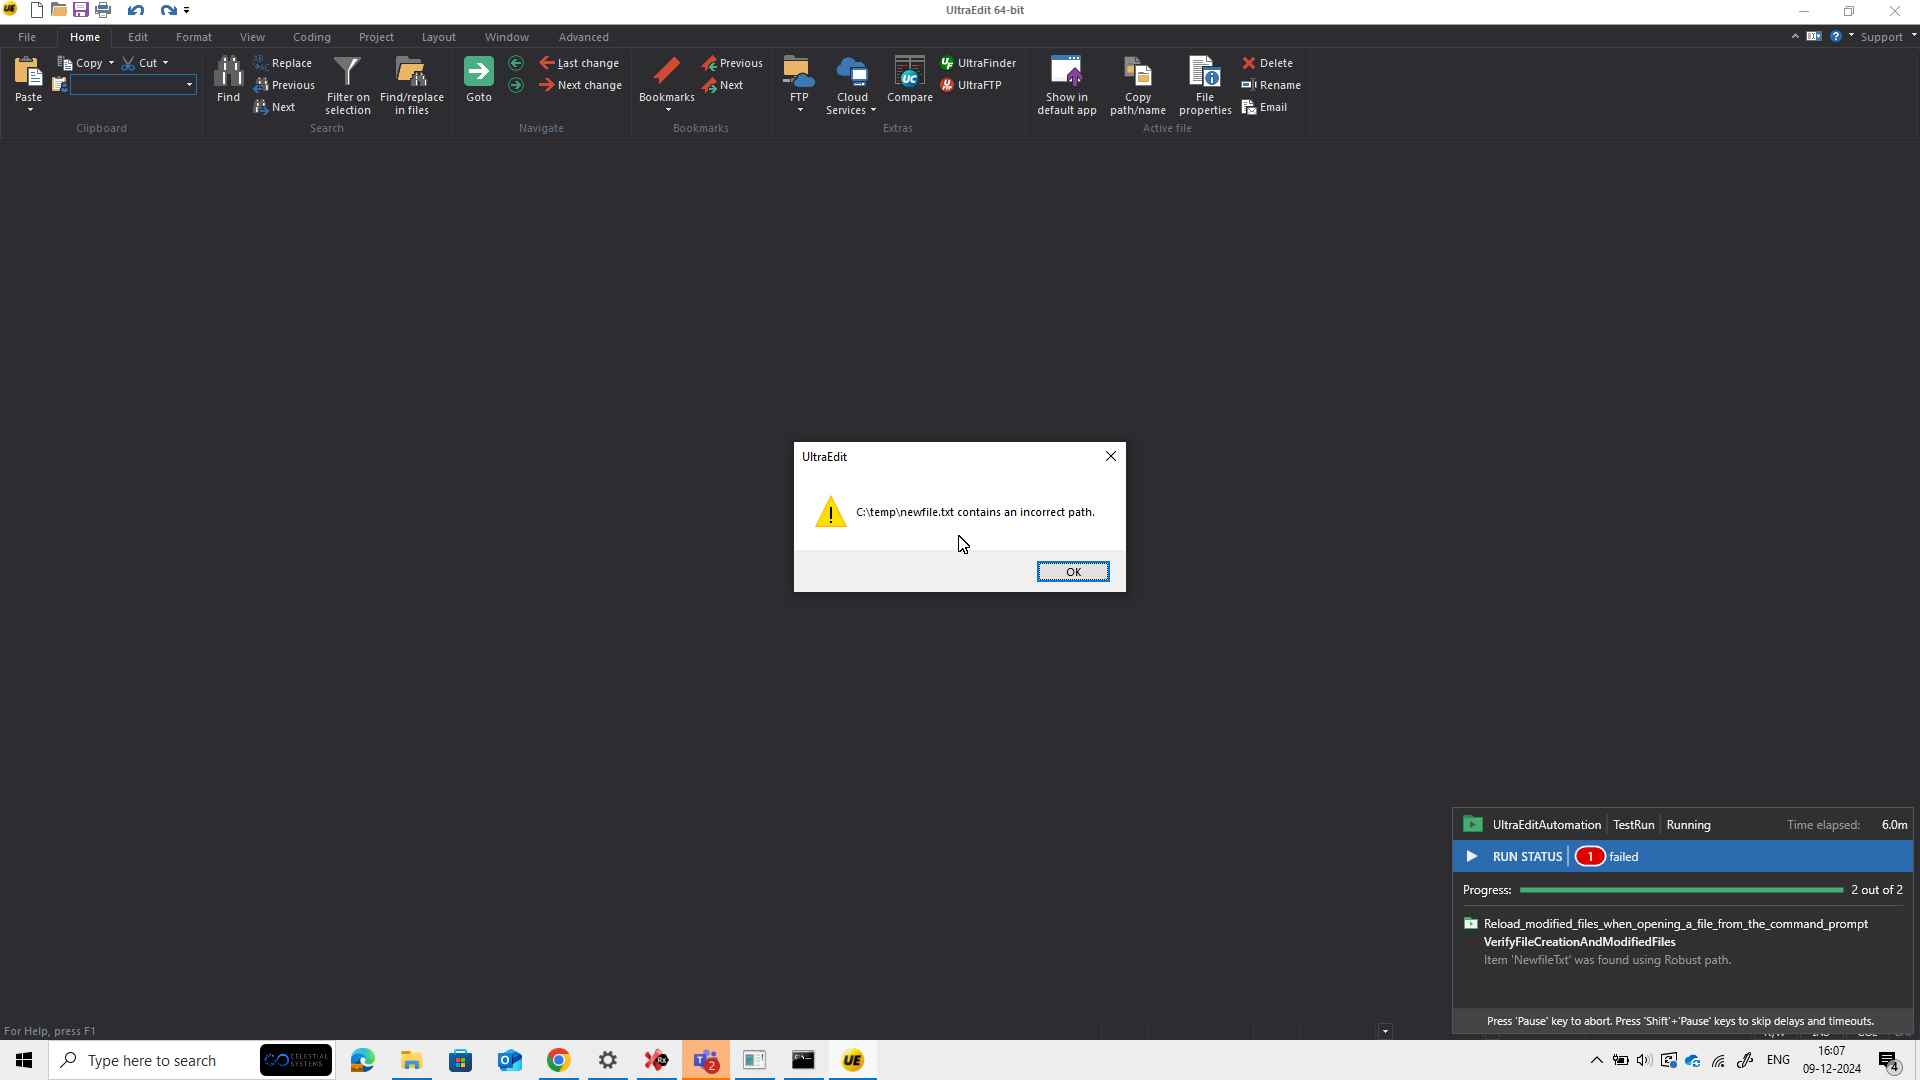 UltraEdit 64-bit
File Home Edit Format View Coding Project Layout Window Advanced Support
Paste
Copy
Cut
Clipboard
Find
Replace
Previous
Next
Filter on
selection
Find/replace
in files
Search
Goto
Last change
Next change
Navigate
Bookmarks
Previous
Next
Bookmarks
FTP
Cloud
Services
Compare
UltraFinder
UltraFTP
Extras
Show in
default app
Copy
path/name
File
properties
Delete
Rename
Email
Active file
UltraEdit
C:\temp\newfile.txt contains an incorrect path.
OK
UltraEditAutomation TestRun Running Time elapsed: 6.0m
RUN STATUS 1 failed
Progress: 2 out of 2
Reload_modified_files_when_opening_a_file_from_the_command_prompt
VerifyFileCreationAndModifiedFiles
Item 'NewfileTxt' was found using Robust path.
Press 'Pause' key to abort. Press 'Shift'+'Pause' keys to skip delays and timeouts.
For Help, press F1
Type here to search
CELESTIAL
SYSTEMS
2
UE
ENG
16:07
09-12-2024
4